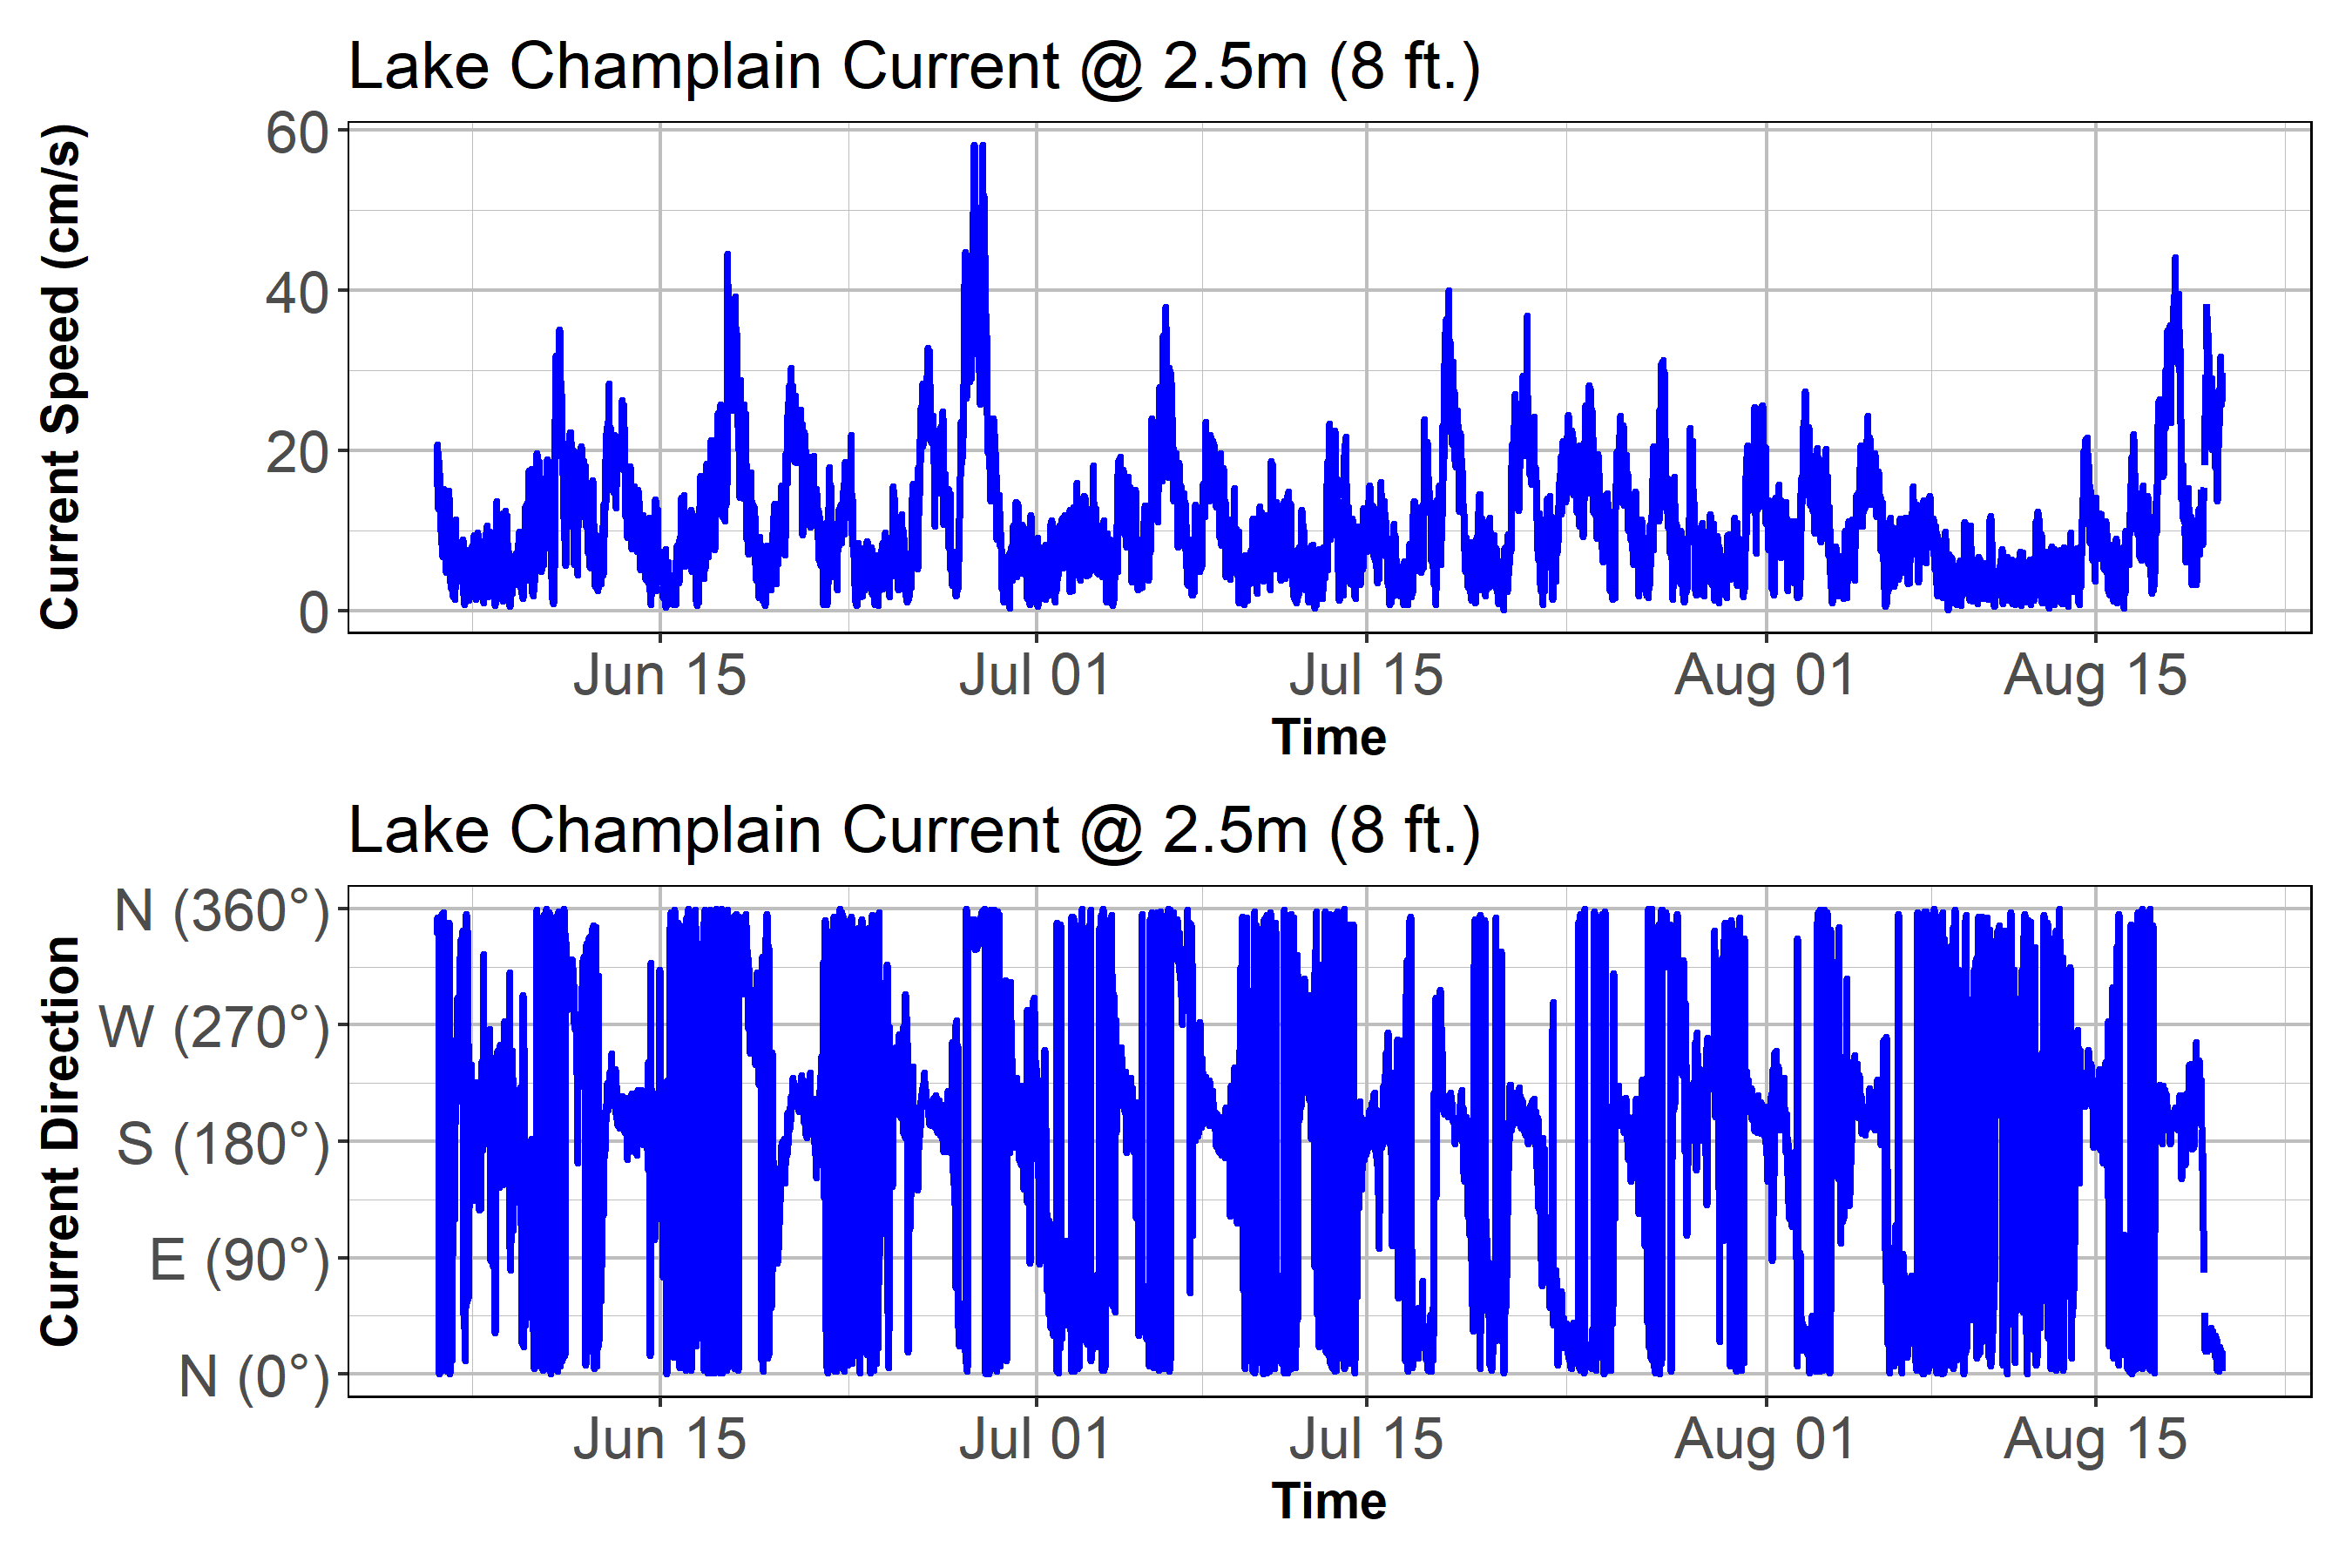 Lake Champlain Current @ 2.5m (8 ft.)
Current Speed (cm/s)
60
40
20
0
Jun 15 Jul 01 Jul 15 Aug 01 Aug 15
Time
Lake Champlain Current @ 2.5m (8 ft.)
Current Direction
N (360°)
W (270°)
S (180°)
E (90°)
N (0°)
Jun 15 Jul 01 Jul 15 Aug 01 Aug 15
Time